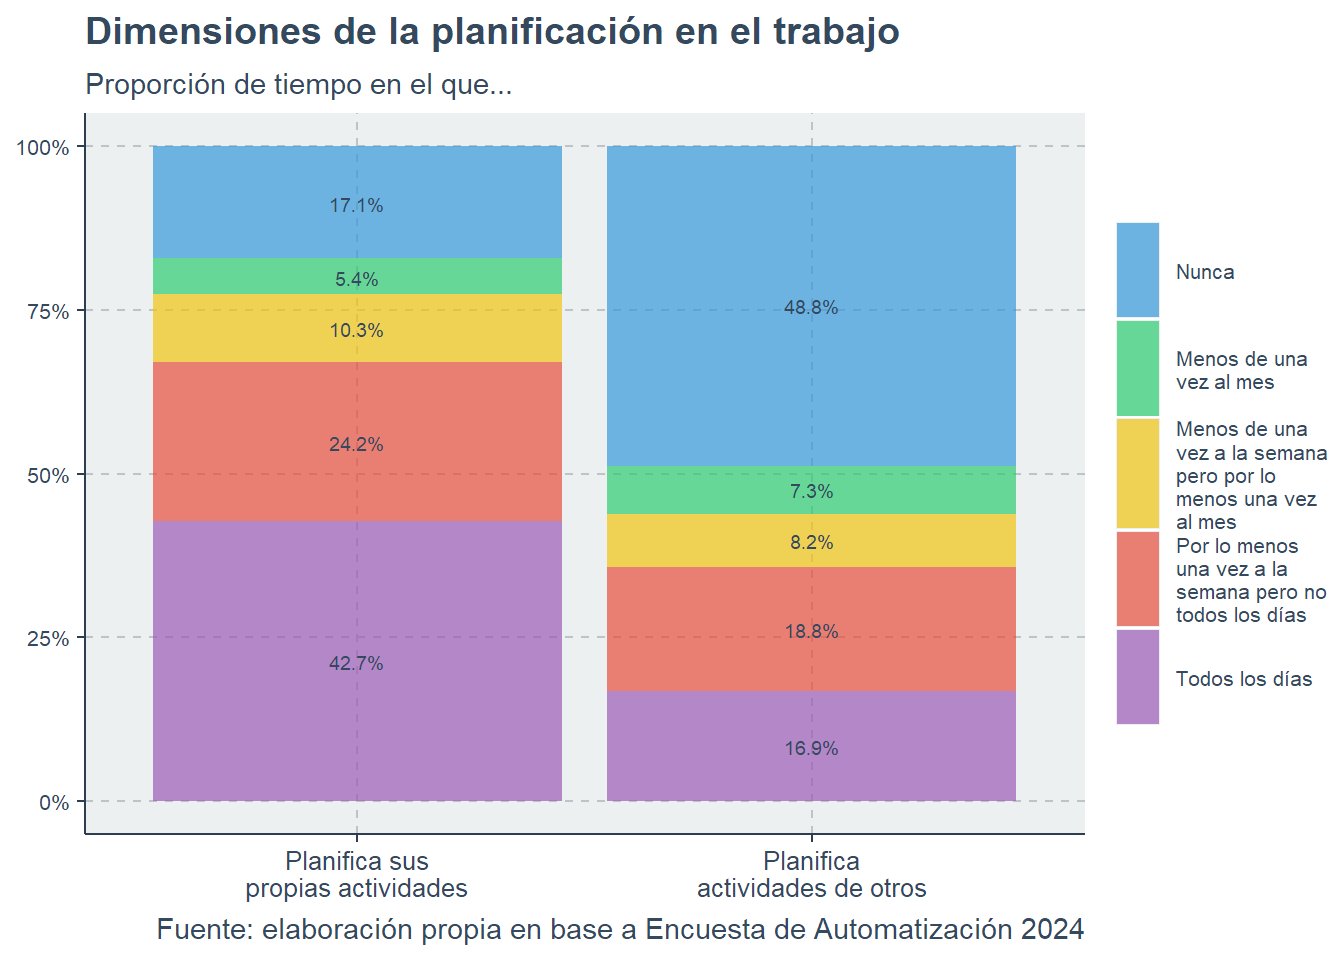 Dimensiones de la planificación en el trabajo
Proporción de tiempo en el que...
100%
75%
50%
25%
0%
17.1%
5.4%
10.3%
24.2%
42.7%
48.8%
7.3%
8.2%
18.8%
16.9%
Planifica sus
propias actividades
Planifica
actividades de otros
Nunca
Menos de una
vez al mes
Menos de una
vez a la semana
pero por lo
menos una vez
al mes
Por lo menos
una vez a la
semana pero no
todos los días
Todos los días
Fuente: elaboración propia en base a Encuesta de Automatización 2024